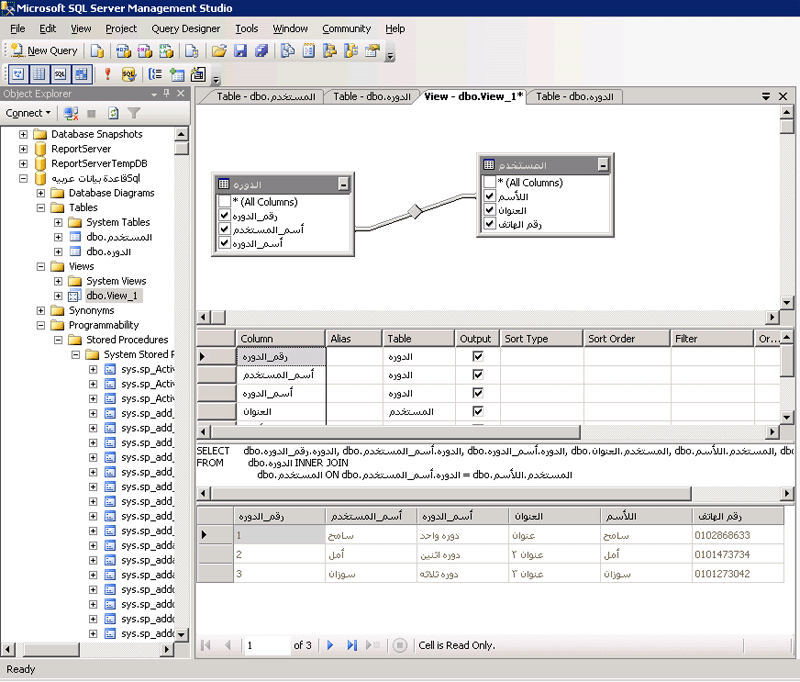 Microsoft SQL Server Management Studio
File Edit View Project Query Designer Tools Window Community Help
New Query
Object Explorer
Connect
Database Snapshots
ReportServer
ReportServerTempDB
قاعدة بيانات عربيهSql
Database Diagrams
Tables
System Tables
dbo.المستخدم
dbo.الدوره
Views
System Views
dbo.View_1
Synonyms
Programmability
Stored Procedures
System Stored P
sys.sp_Activ
sys.sp_Activ
sys.sp_add_
sys.sp_add_
sys.sp_add_
sys.sp_add_
sys.sp_add_
sys.sp_add_
sys.sp_add_
sys.sp_add_
sys.sp_add_
sys.sp_add_
sys.sp_adda
sys.sp_adda
sys.sp_adda
sys.sp_adda
sys.sp_addd
sys.sp_addd
sys.sp_addd
Table - dbo.المستخدم Table - dbo.الدوره View - dbo.View_1* Table - dbo.الدوره
الدوره
* (All Columns)
رقم_الدوره
أسم_المستخدم
أسم_الدوره
المستخدم
* (All Columns)
اللأسم
العنوان
رقم الهاتف
Column Alias Table Output Sort Type Sort Order Filter Or...
رقم_الدوره الدوره
أسم_المستخدم الدوره
أسم_الدوره الدوره
العنوان المستخدم
SELECT dbo.الدوره.رقم_الدوره, dbo.الدوره.أسم_المستخدم, dbo.الدوره.أسم_الدوره, dbo.المستخدم.العنوان, dbo.المستخدم.اللأسم, dbo
FROM dbo.الدوره INNER JOIN
dbo.المستخدم ON dbo.الدوره.أسم_المستخدم = dbo.المستخدم.اللأسم
رقم_الدوره أسم_المستخدم أسم_الدوره العنوان اللأسم رقم الهاتف
1 سامح دوره واحد عنوان سامح 0102868633
2 أمل دوره اثنين عنوان ٢ أمل 0101473734
3 سوزان دوره ثلاثه عنوان ٣ سوزان 0101273042
1 of 3 Cell is Read Only.
Ready